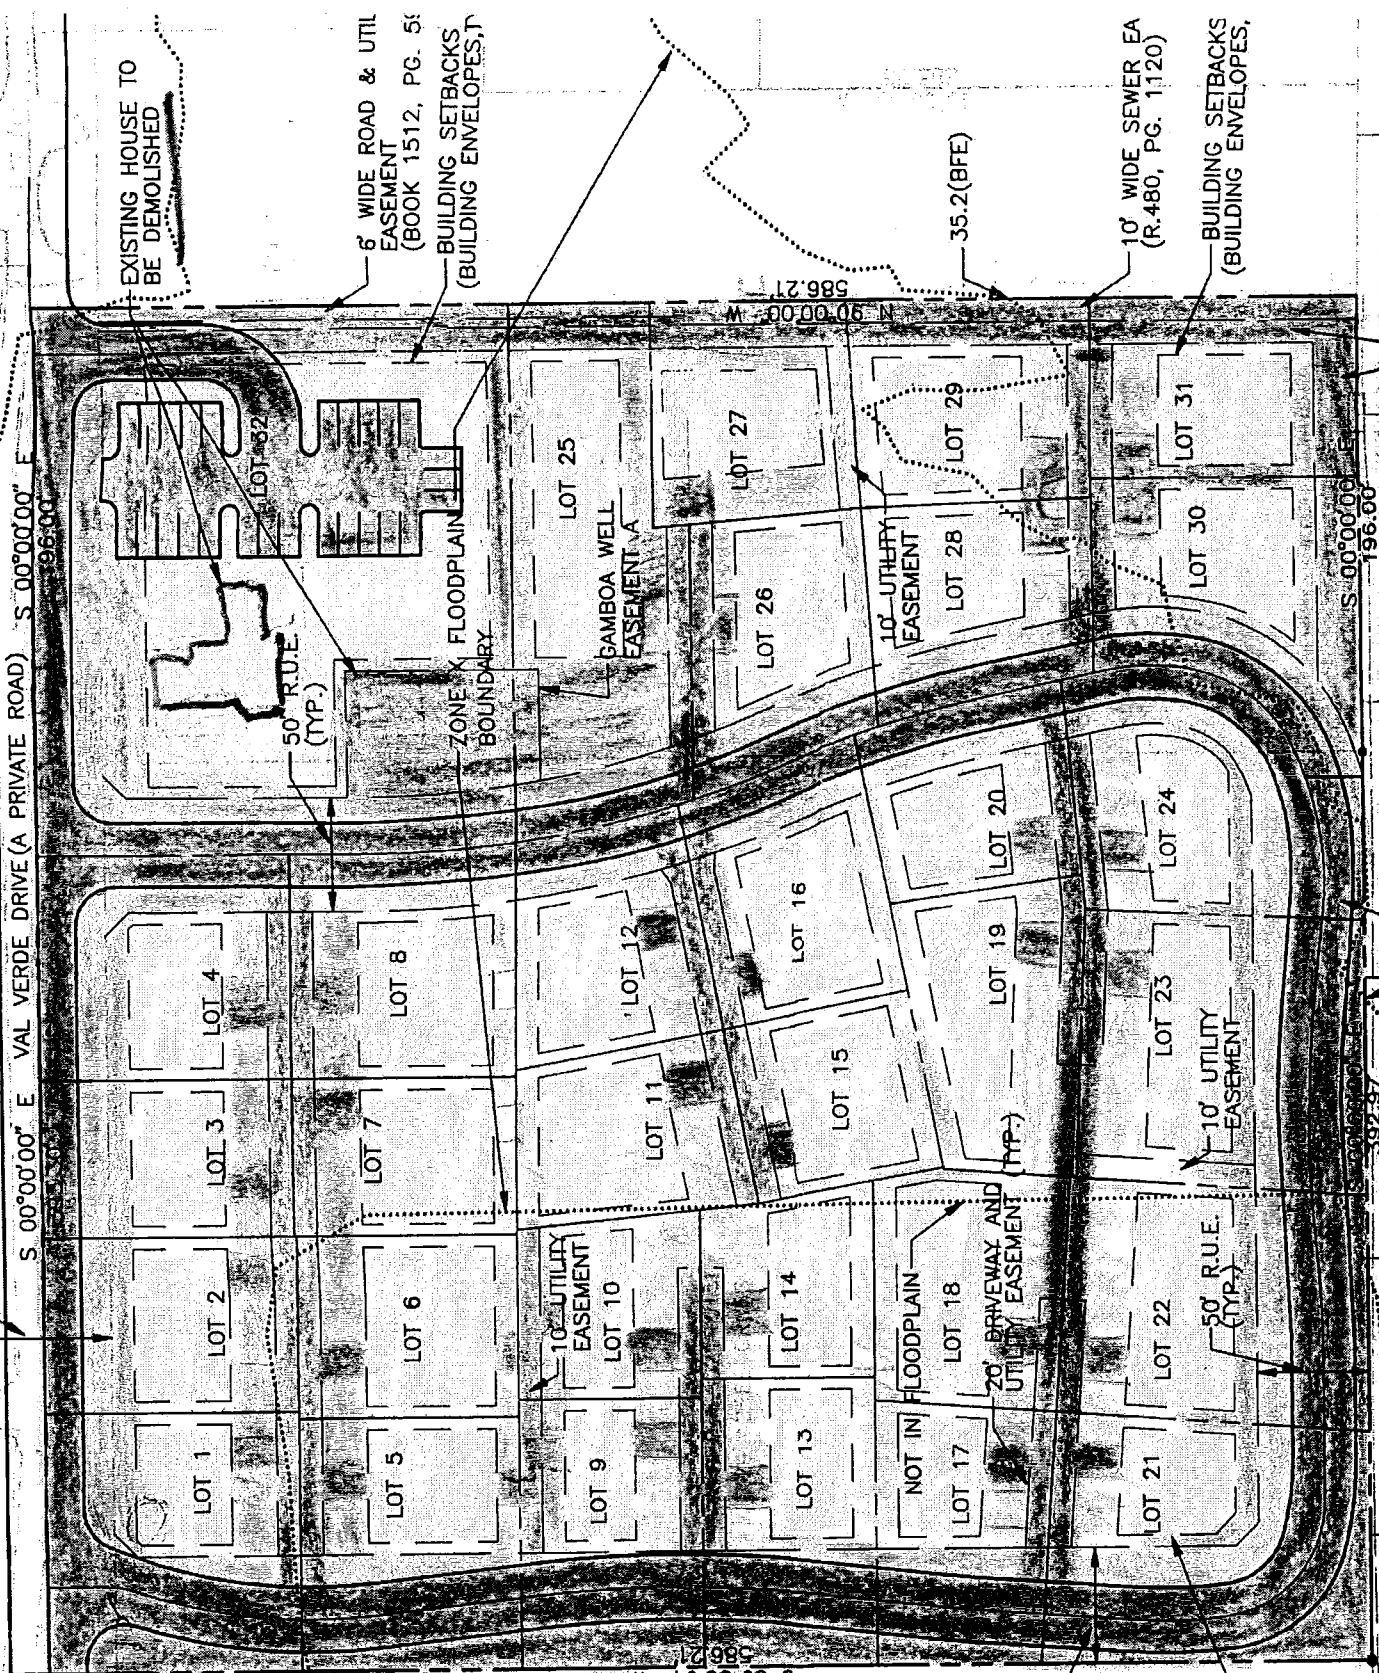 S 00°00'00" E
VAL VERDE DRIVE (A PRIVATE ROAD)
S 00°00'00" E
196.00'
EXISTING HOUSE TO
BE DEMOLISHED
6' WIDE ROAD & UTIL
EASEMENT
(BOOK 1512, PG.
BUILDING SETBACKS
(BUILDING ENVELOPES,
35.2(BFE)
10' WIDE SEWER EA
(R.480, PG. 1120)
BUILDING SETBACKS
(BUILDING ENVELOPES,
N 90°00'00" W
586.21'
LOT 32
50' R.U.E.
(TYP.)
ZONE X FLOODPLAIN
BOUNDARY
GAMBOA WELL
EASEMENT A
LOT 25
LOT 27
LOT 26
10' UTILITY
EASEMENT
LOT 29
LOT 28
LOT 31
LOT 30
S 00°00'00" E
196.00'
LOT 4
LOT 8
LOT 12
LOT 16
LOT 20
LOT 24
LOT 3
LOT 7
LOT 11
LOT 15
LOT 19
LOT 23
10' UTILITY
EASEMENT
LOT 2
LOT 6
10' UTILITY
EASEMENT
LOT 10
LOT 14
NOT IN FLOODPLAIN
LOT 18
20' DRIVEWAY AND
UTILITY EASEMENT (TYP.)
LOT 22
50' R.U.E.
(TYP.)
LOT 1
LOT 5
LOT 9
LOT 13
LOT 17
LOT 21
392.97'
586.21'